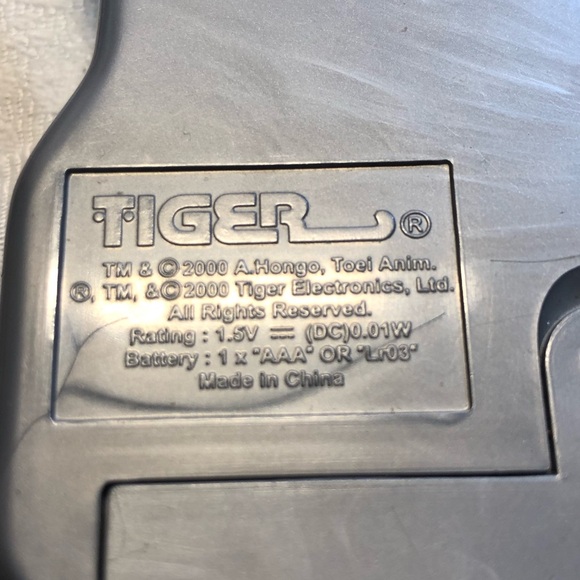 TIGER ®
TM & © 2000 A.Hongo, Toei Anim.
®, TM, & © 2000 Tiger Electronics, Ltd.
All Rights Reserved.
Rating : 1.5V ⎓ (DC)0.01W
Battery : 1 x "AAA" OR "Lr03"
Made in China